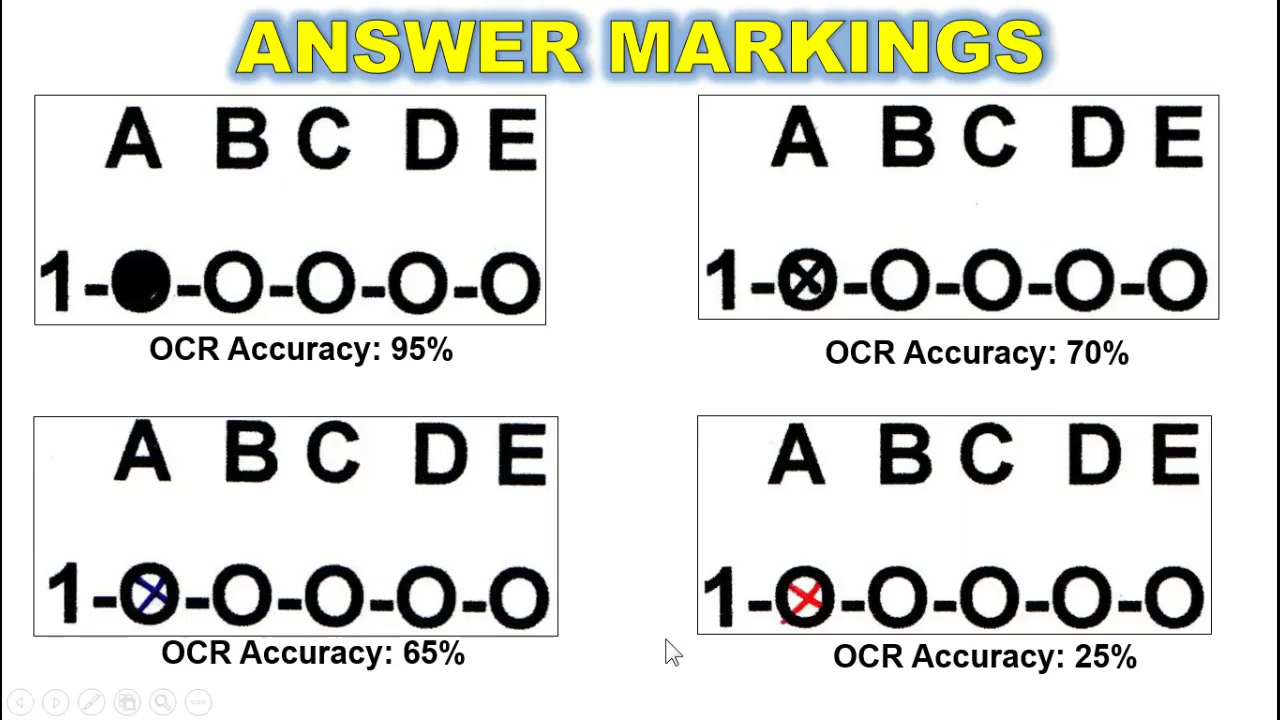 ANSWER MARKINGS
A B C D E
1-O-O-O-O-O
OCR Accuracy: 95%
A B C D E
1-O-O-O-O-O
OCR Accuracy: 70%
A B C D E
1-O-O-O-O-O
OCR Accuracy: 65%
A B C D E
1-O-O-O-O-O
OCR Accuracy: 25%